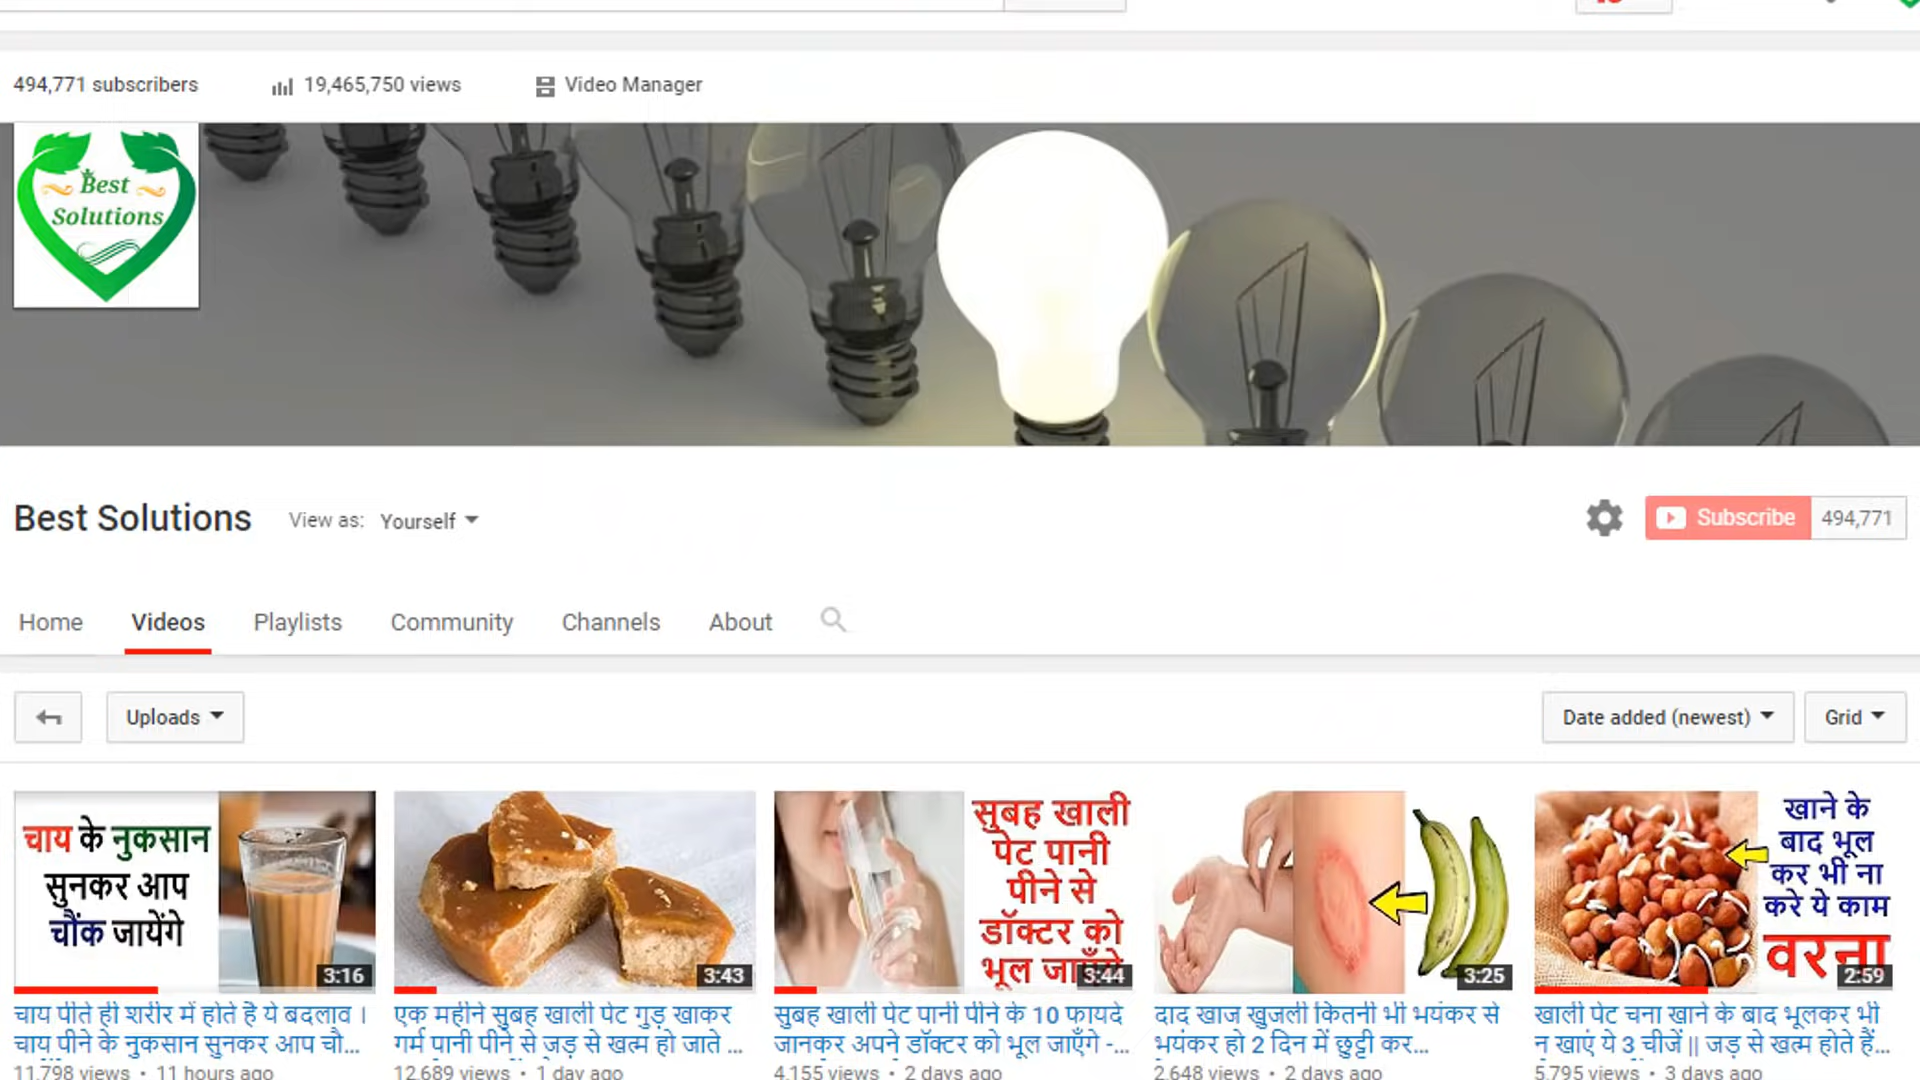 494,771 subscribers
19,465,750 views
Video Manager
Best
Solutions
Best Solutions
View as: Yourself
Subscribe 494,771
Home
Videos
Playlists
Community
Channels
About
Uploads
Date added (newest)
Grid
चाय के नुकसान
सुनकर आप
चौंक जायेंगे
3:16
3:43
सुबह खाली
पेट पानी
पीने से
डॉक्टर को
भूल जाएँगे
3:44
3:25
खाने के
बाद भूल
कर भी ना
करे ये काम
वरना
2:59
चाय पीते ही शरीर में होते है ये बदलाव ।
चाय पीने के नुकसान सुनकर आप चौ...
11,798 views • 11 hours ago
एक महीने सुबह खाली पेट गुड़ खाकर
गर्म पानी पीने से जड़ से खत्म हो जाते ...
12,689 views • 1 day ago
सुबह खाली पेट पानी पीने के 10 फायदे
जानकर अपने डॉक्टर को भूल जाएँगे -...
4,155 views • 2 days ago
दाद खाज खुजली कितनी भी भयंकर से
भयंकर हो 2 दिन में छुट्टी कर...
2,648 views • 2 days ago
खाली पेट चना खाने के बाद भूलकर भी
न खाएं ये 3 चीजें || जड़ से खत्म होते हैं...
5,795 views • 3 days ago